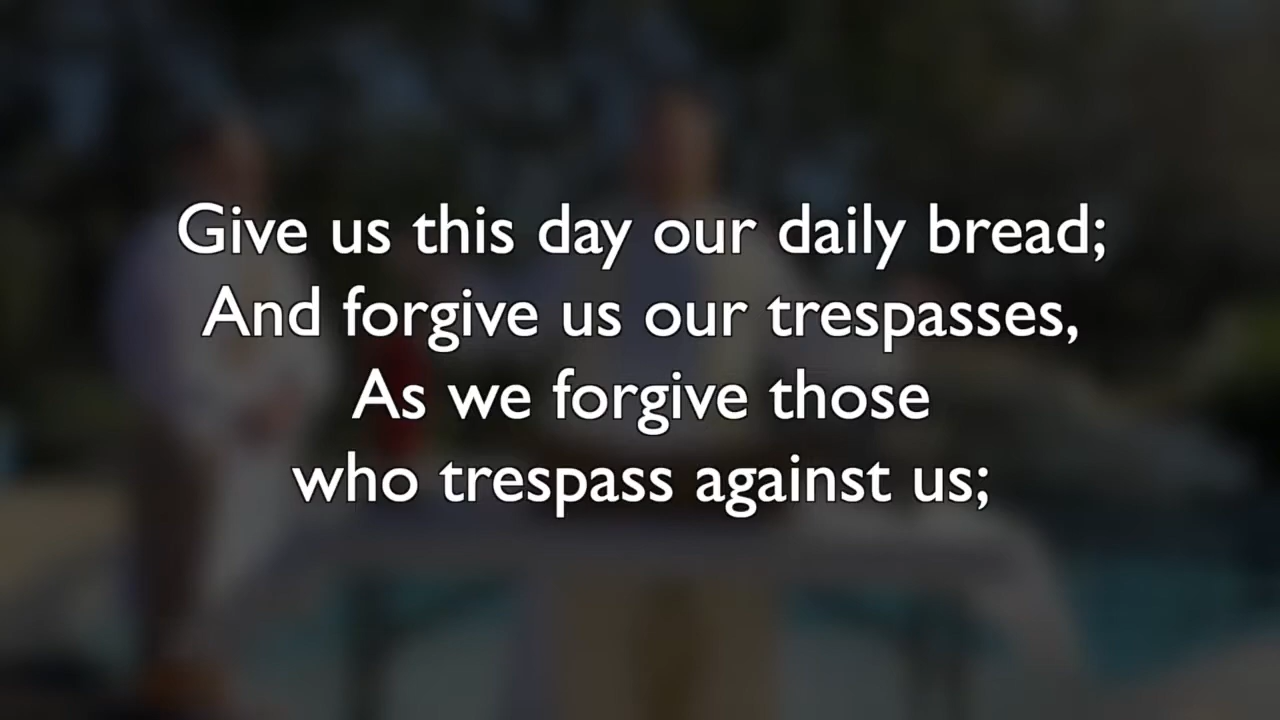 Give us this day our daily bread;
And forgive us our trespasses,
As we forgive those
who trespass against us;